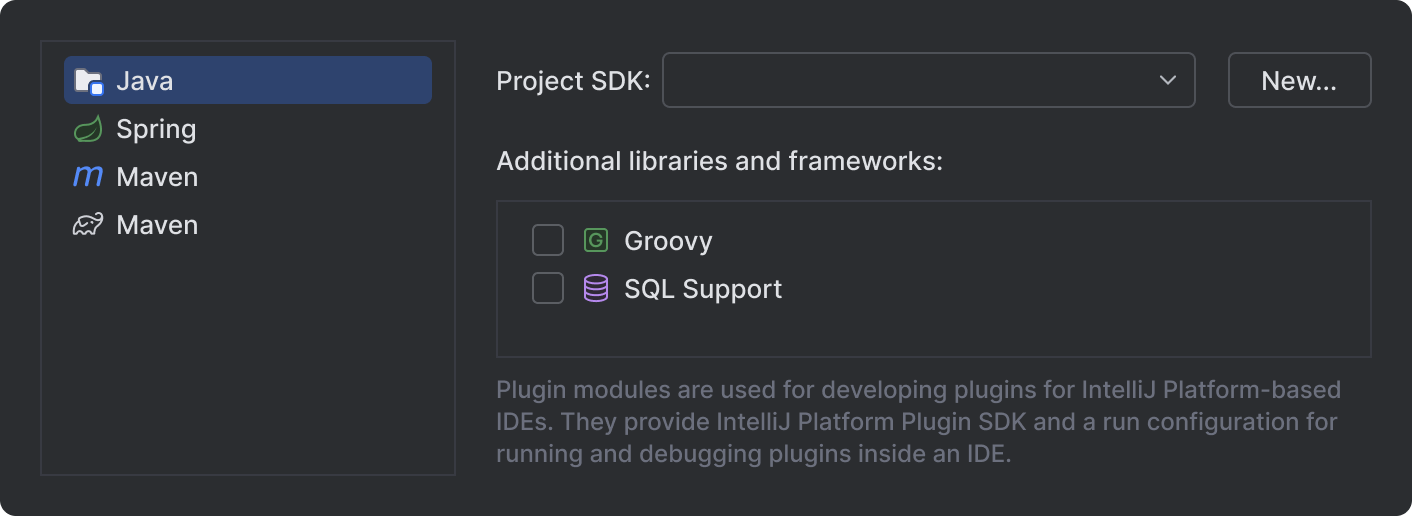 Java
Spring
Maven
Maven
Project SDK:
New...
Additional libraries and frameworks:
G Groovy
SQL Support
Plugin modules are used for developing plugins for IntelliJ Platform-based
IDEs. They provide IntelliJ Platform Plugin SDK and a run configuration for
running and debugging plugins inside an IDE.